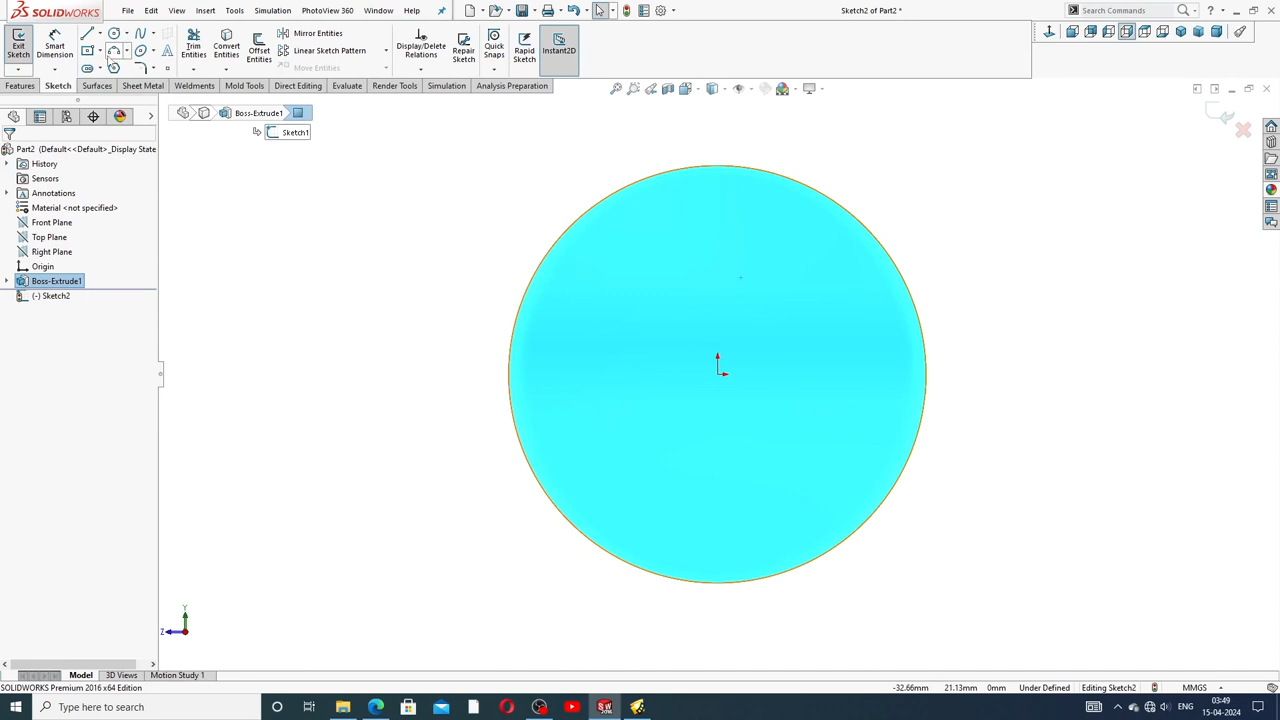 SOLIDWORKS File Edit View Insert Tools Simulation PhotoView 360 Window Help Sketch2 of Part2 * Search Commands
Exit Sketch Smart Dimension Trim Entities Convert Entities Offset Entities Mirror Entities Linear Sketch Pattern Move Entities Display/Delete Relations Repair Sketch Quick Snaps Rapid Sketch Instant2D
Features Sketch Surfaces Sheet Metal Weldments Mold Tools Direct Editing Evaluate Render Tools Simulation Analysis Preparation
Boss-Extrude1
Sketch1
Part2 (Default<<Default>_Display State
History
Sensors
Annotations
Material <not specified>
Front Plane
Top Plane
Right Plane
Origin
Boss-Extrude1
(-) Sketch2
Y
Z
Model 3D Views Motion Study 1
SOLIDWORKS Premium 2016 x64 Edition -32.66mm 21.13mm 0mm Under Defined Editing Sketch2 MMGS
Type here to search ENG 03:49
15-04-2024